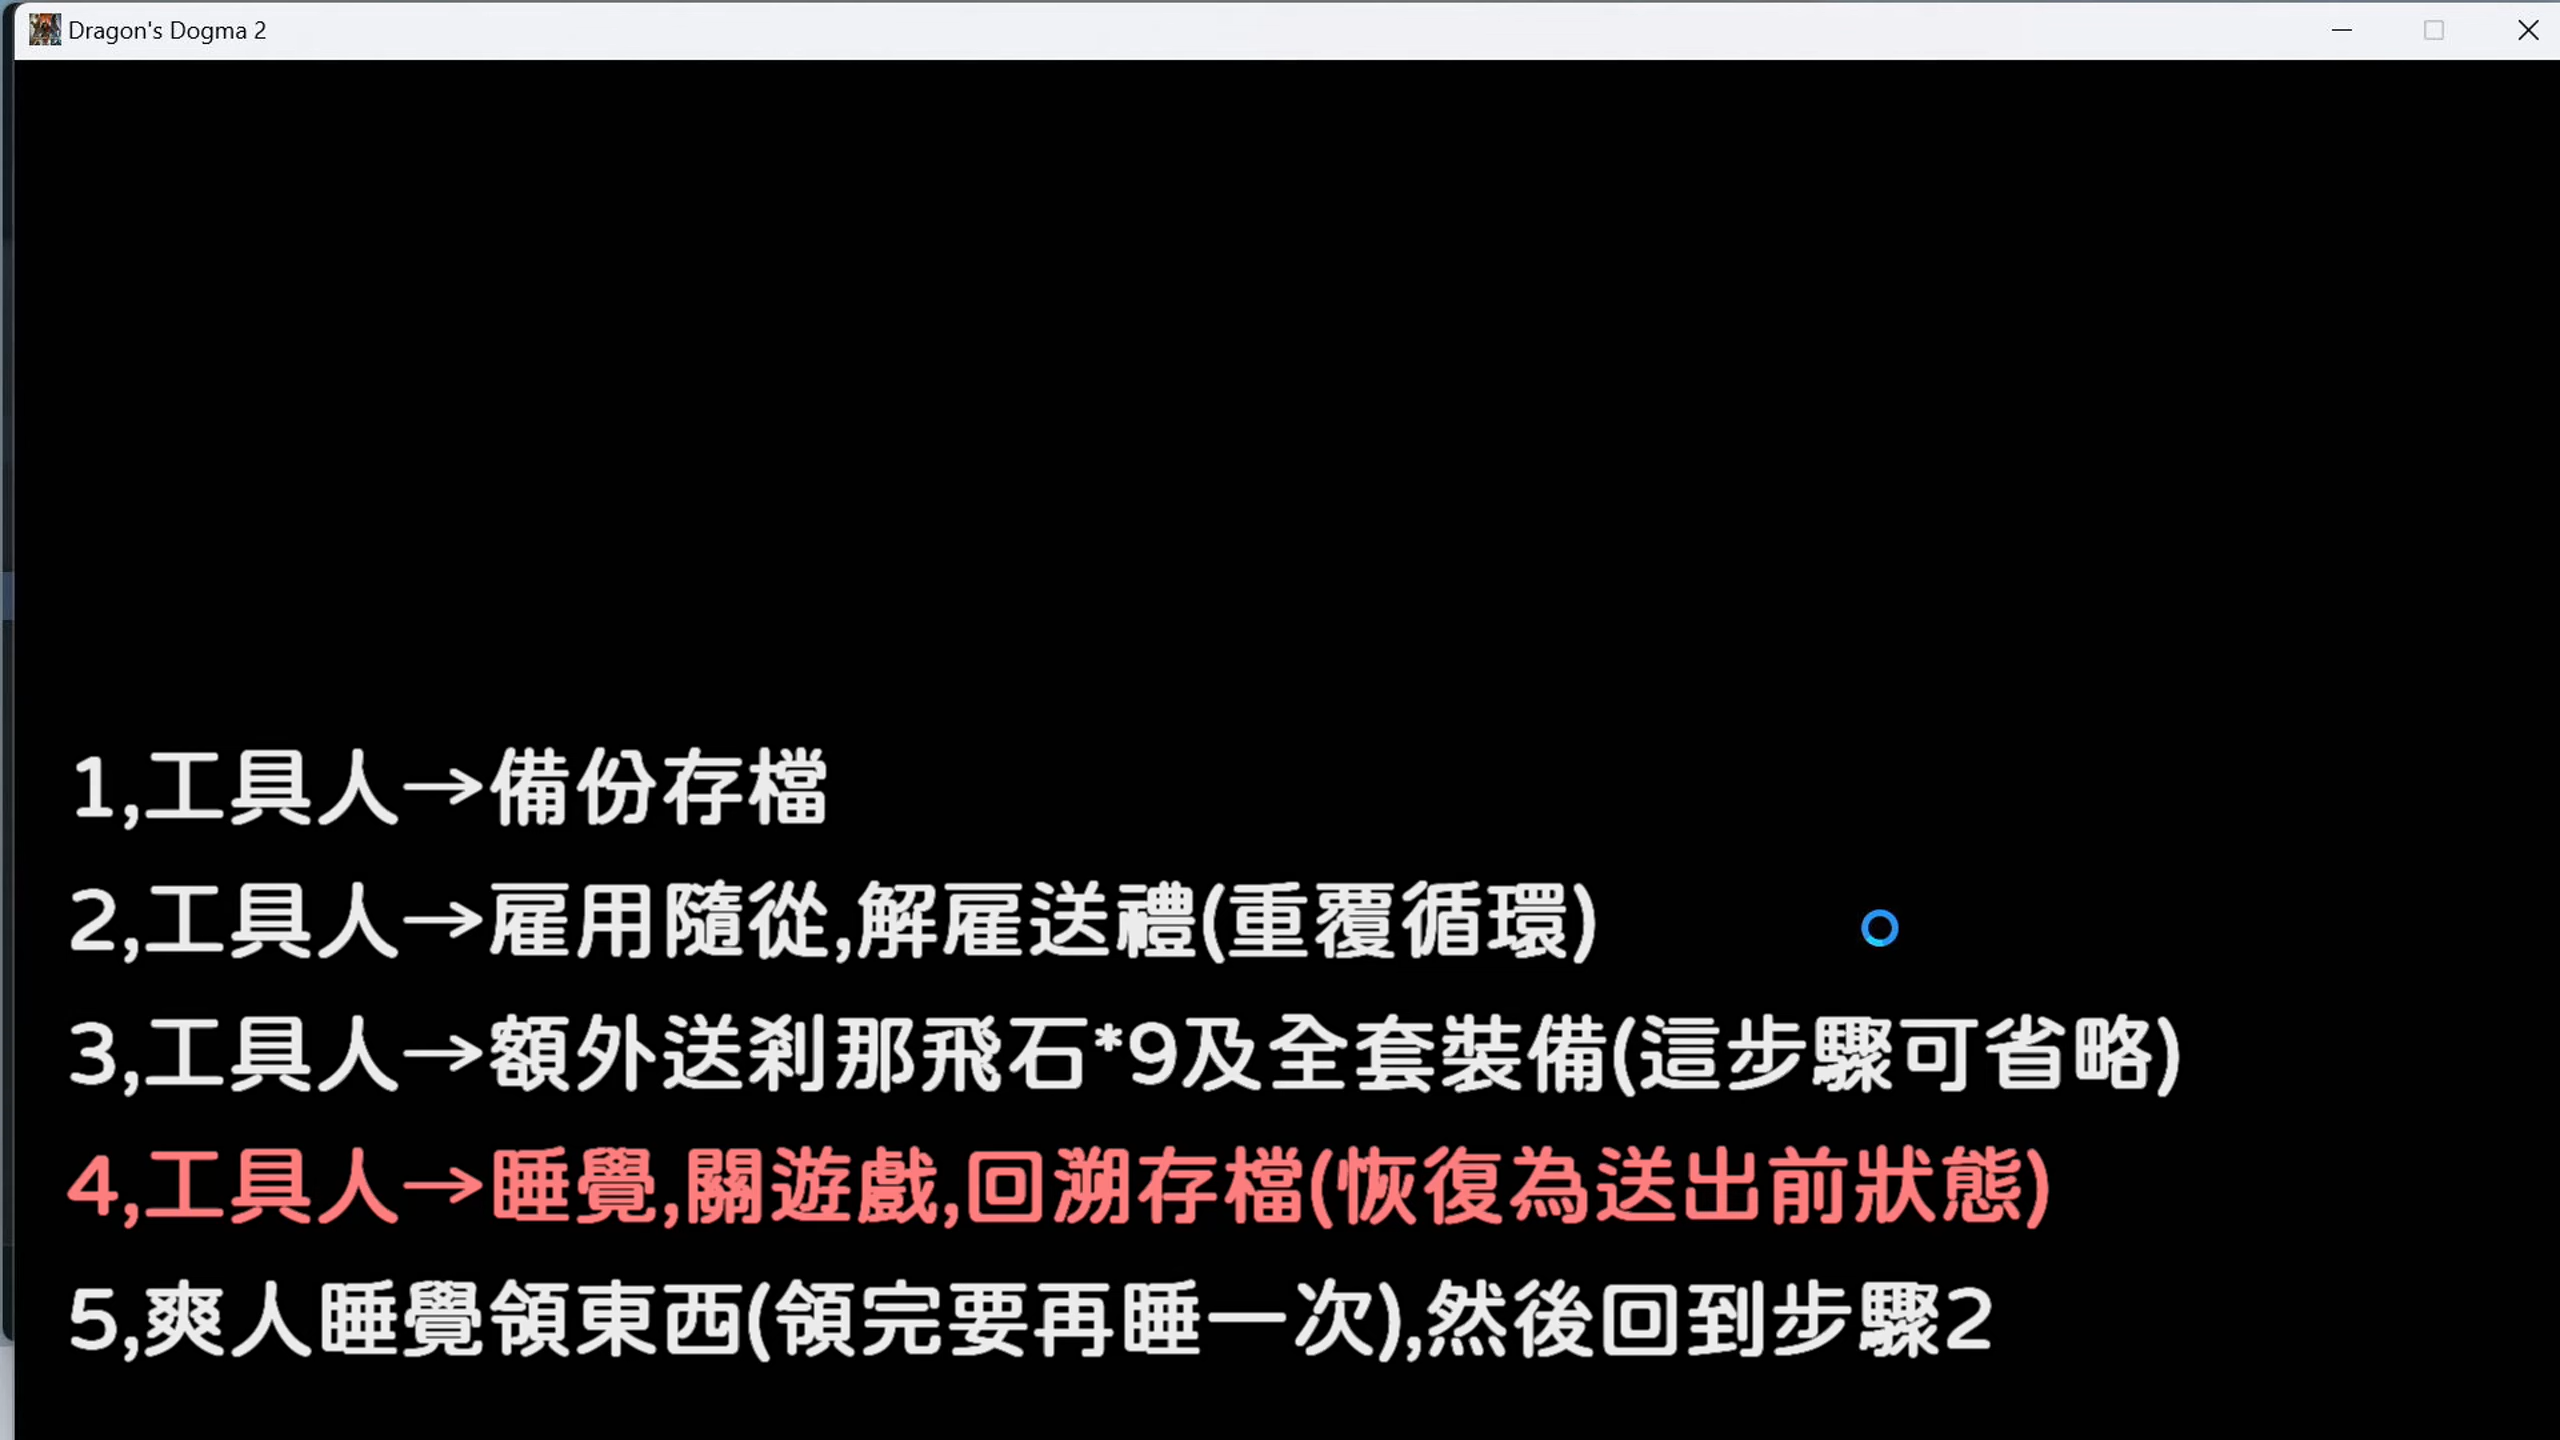 Dragon's Dogma 2
1,工具人→備份存檔
2,工具人→雇用隨從,解雇送禮(重覆循環)
3,工具人→額外送剎那飛石*9及全套裝備(這步驟可省略)
4,工具人→睡覺,關遊戲,回溯存檔(恢復為送出前狀態)
5,爽人睡覺領東西(領完要再睡一次),然後回到步驟2